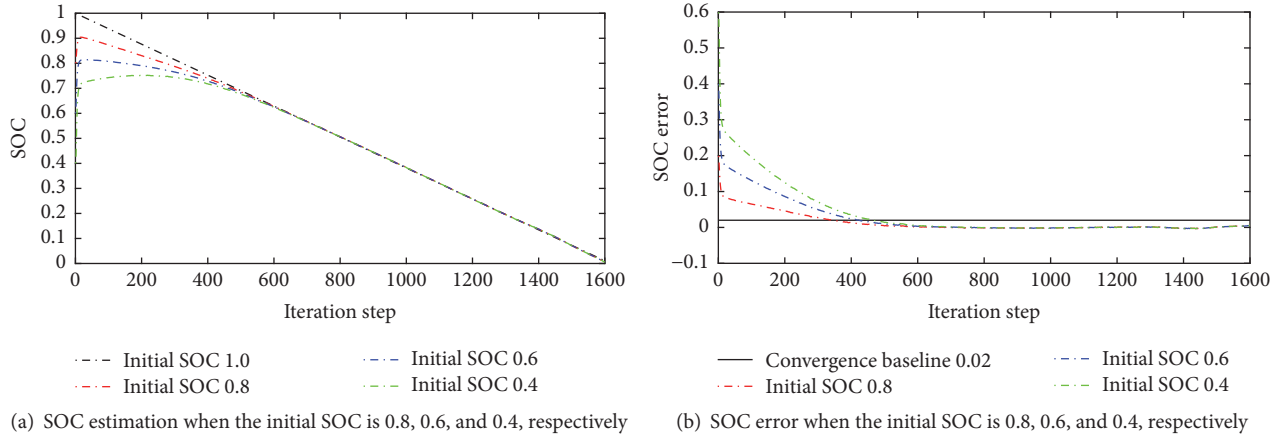 1
0.9
0.8
0.7
0.6
0.5
0.4
0.3
0.2
0.1
0
SOC
0 200 400 600 800 1000 1200 1400 1600
Iteration step
Initial SOC 1.0
Initial SOC 0.8
Initial SOC 0.6
Initial SOC 0.4
(a) SOC estimation when the initial SOC is 0.8, 0.6, and 0.4, respectively
0.6
0.5
0.4
0.3
0.2
0.1
0
−0.1
SOC error
0 200 400 600 800 1000 1200 1400 1600
Iteration step
Convergence baseline 0.02
Initial SOC 0.8
Initial SOC 0.6
Initial SOC 0.4
(b) SOC error when the initial SOC is 0.8, 0.6, and 0.4, respectively